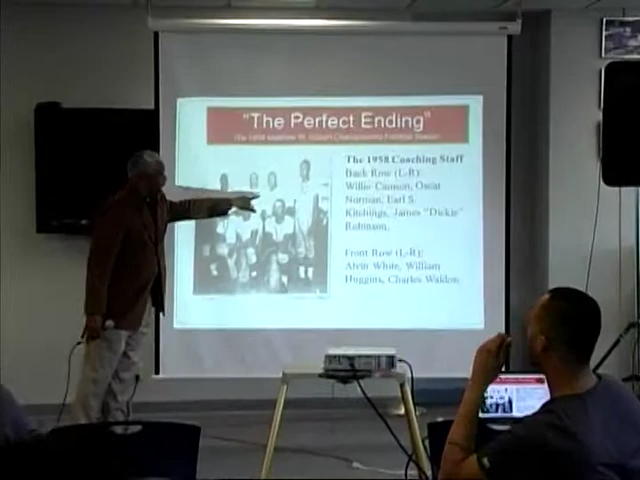 "The Perfect Ending"
The 1958 Coaching Staff
Back Row (L-R):
Willie Cannon, Oscar
Norman, Earl S.
Kitchings, James "Dickie"
Robinson,
Front Row (L-R):
Alvin White, William
Huggins, Charles Waldon